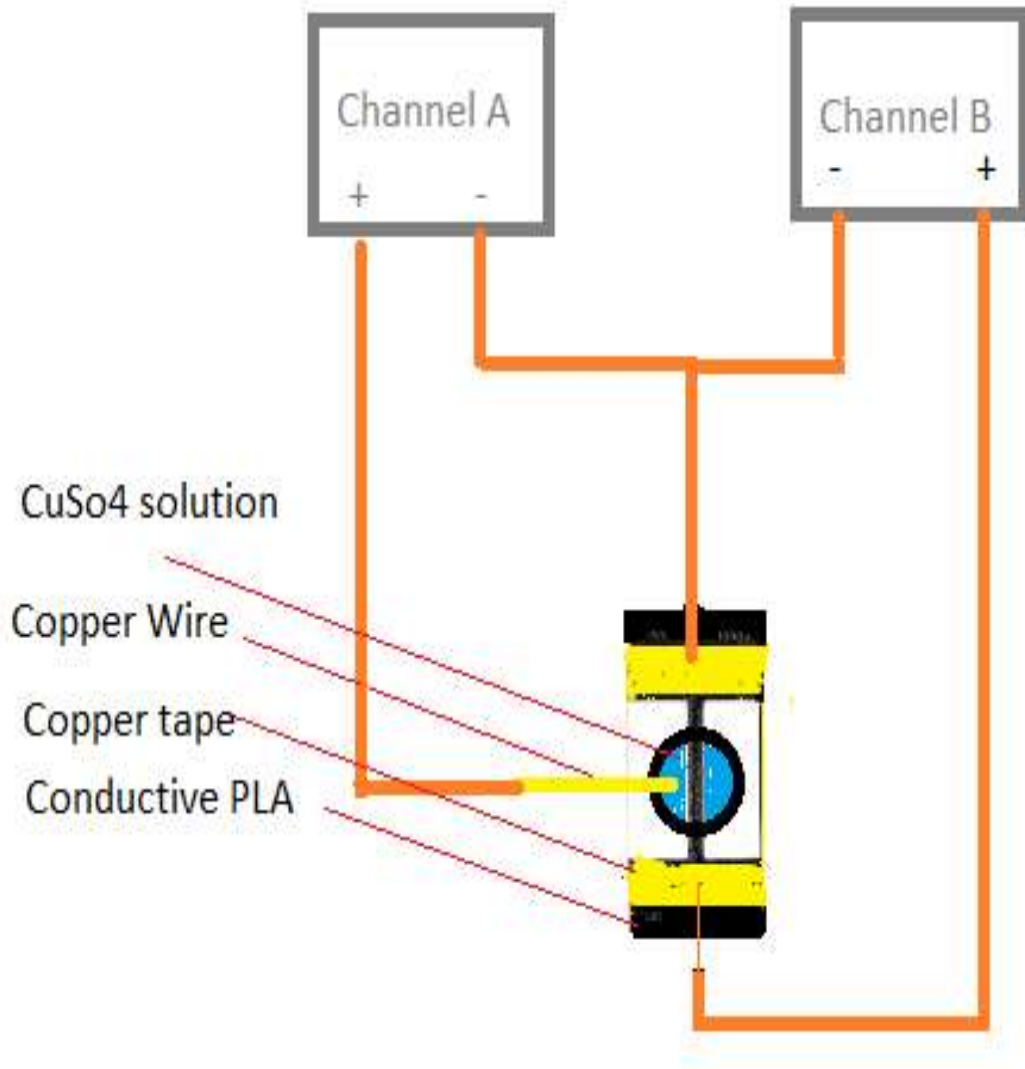 Channel A
+ -
Channel B
- +
CuSo4 solution
Copper Wire
Copper tape
Conductive PLA